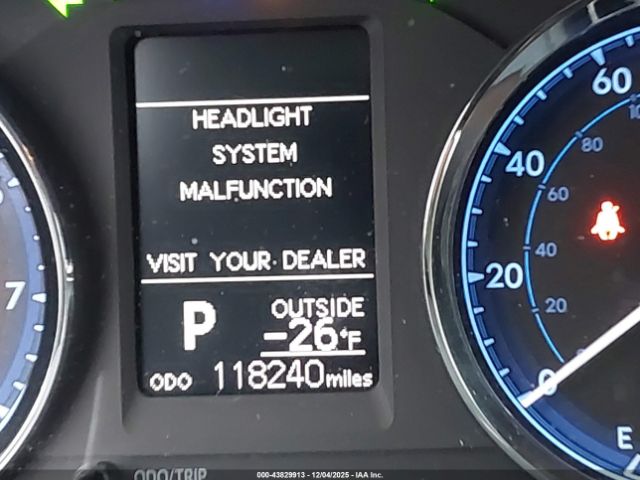 HEADLIGHT
SYSTEM
MALFUNCTION
VISIT YOUR DEALER
P
OUTSIDE
-26°F
ODO 118240 miles
7
60
40
20
0
80
60
40
20
E
ODO/TRIP
000-43829913 - 12/04/2025 - IAA Inc.